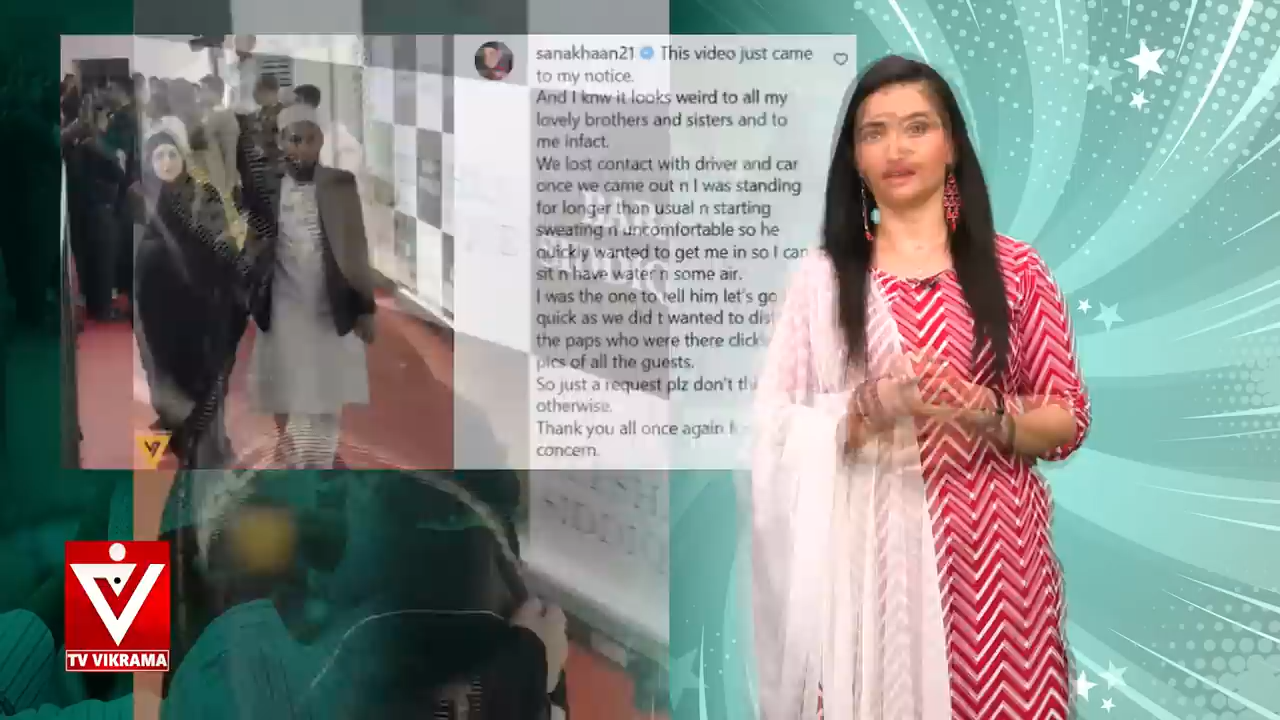 sanakhaan21 This video just came
to my notice.
And I knw it looks weird to all my
lovely brothers and sisters and to
me infact.
We lost contact with driver and car
once we came out n I was standing
for longer than usual n starting
sweating n uncomfortable so he
quickly wanted to get me in so I can
sit n have water n some air.
I was the one to tell him let's go
quick as we did t wanted to
the paps who were there
pics of all the guests.
So just a request plz don't
otherwise.
Thank you all once again
concern.
TV VIKRAMA